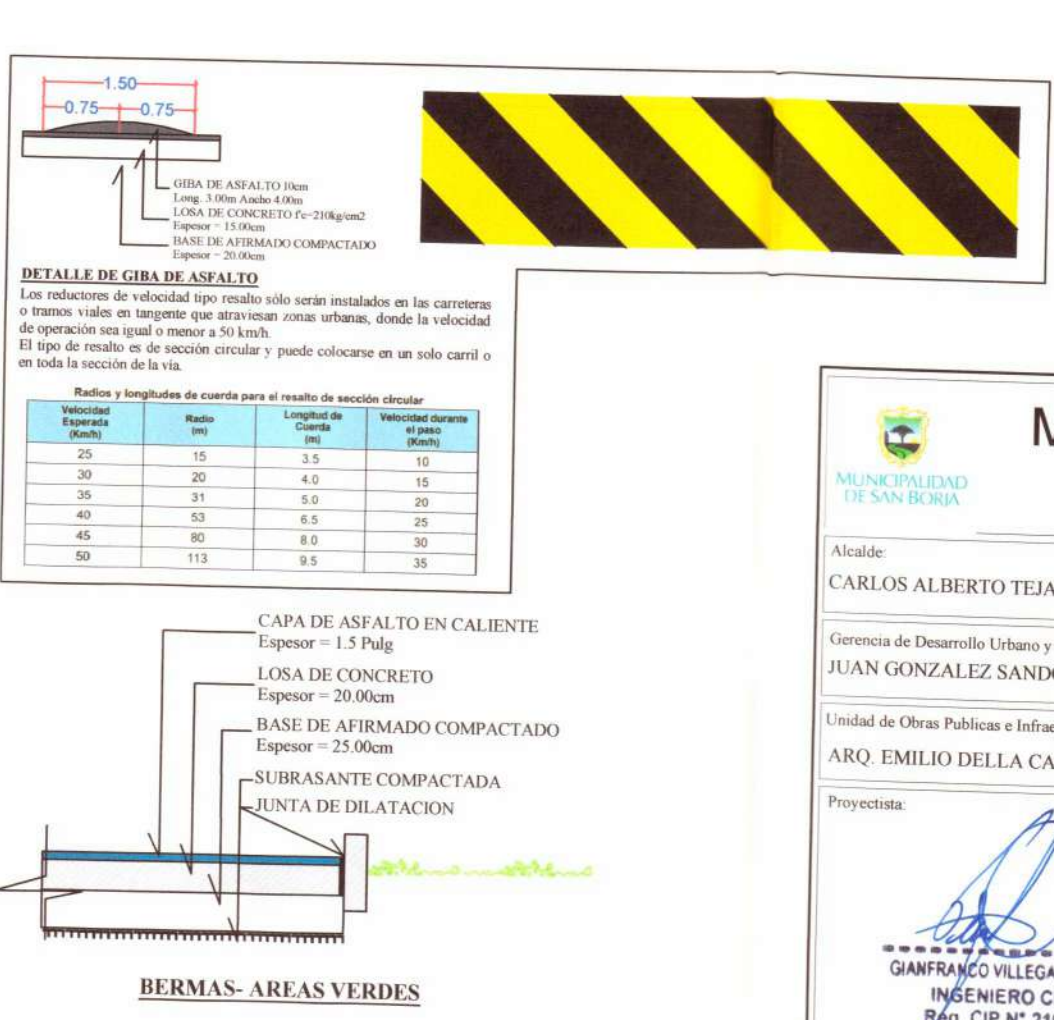 1.50
0.75 0.75
GIBA DE ASFALTO 10cm
Long. 3.00m Ancho 4.00m
LOSA DE CONCRETO f'c=210kg/cm2
Espesor = 15.00cm
BASE DE AFIRMADO COMPACTADO
Espesor = 20.00cm
DETALLE DE GIBA DE ASFALTO
Los reductores de velocidad tipo resalto sólo serán instalados en las carreteras
o tramos viales en tangente que atraviesan zonas urbanas, donde la velocidad
de operación sea igual o menor a 50 km/h.
El tipo de resalto es de sección circular y puede colocarse en un solo carril o
en toda la sección de la vía.
Radios y longitudes de cuerda para el resalto de sección circular
Velocidad Esperada (Km/h) Radio (m) Longitud de Cuerda (m) Velocidad durante el paso (Km/h)
25 15 3.5 10
30 20 4.0 15
35 31 5.0 20
40 53 6.5 25
45 80 8.0 30
50 113 9.5 35
CAPA DE ASFALTO EN CALIENTE
Espesor = 1.5 Pulg
LOSA DE CONCRETO
Espesor = 20.00cm
BASE DE AFIRMADO COMPACTADO
Espesor = 25.00cm
SUBRASANTE COMPACTADA
JUNTA DE DILATACION
BERMAS- AREAS VERDES
MUNICIPALIDAD
DE SAN BORJA
M
Alcalde:
CARLOS ALBERTO TEJA
Gerencia de Desarrollo Urbano y
JUAN GONZALEZ SANDO
Unidad de Obras Publicas e Infrae
ARQ. EMILIO DELLA CA
Proyectista:
GIANFRANCO VILLEGA
INGENIERO C
Reg. CIP N° 21